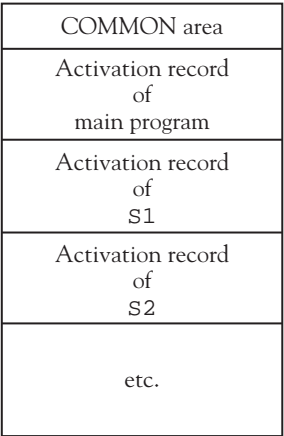 COMMON area
Activation record
of
main program
Activation record
of
S1
Activation record
of
S2
etc.